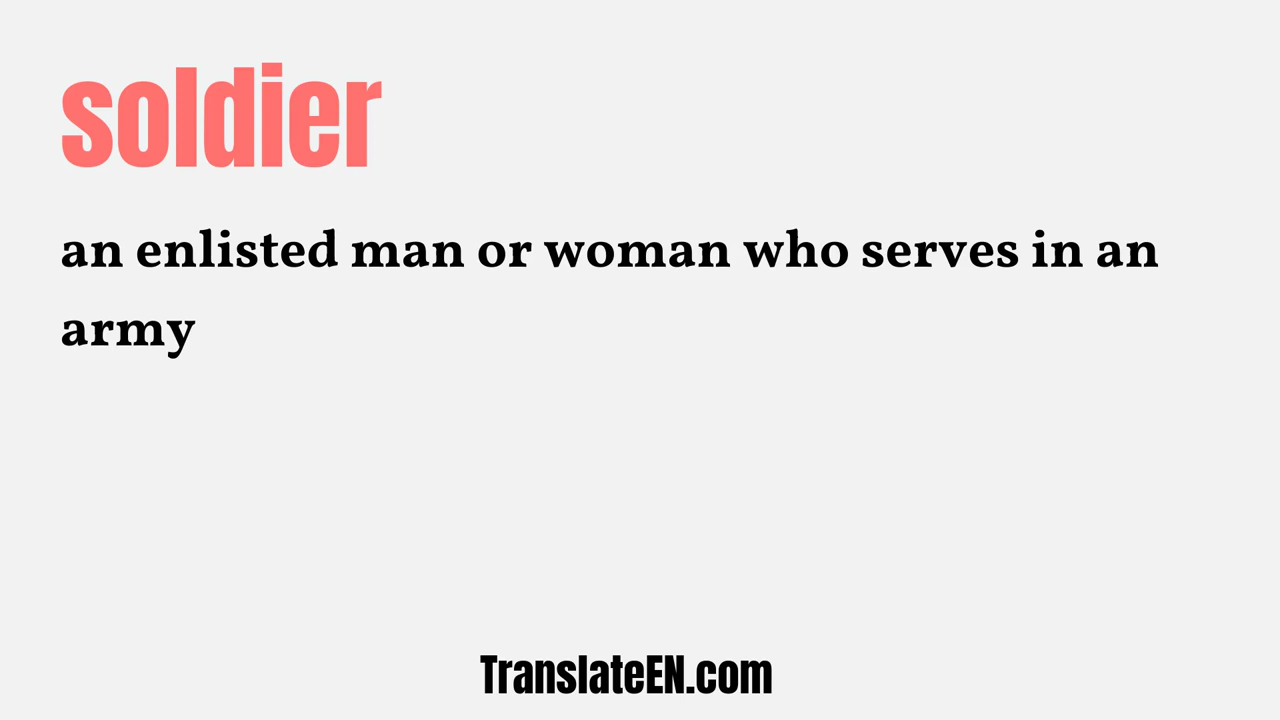 soldier
an enlisted man or woman who serves in an
army
TranslateEN.com